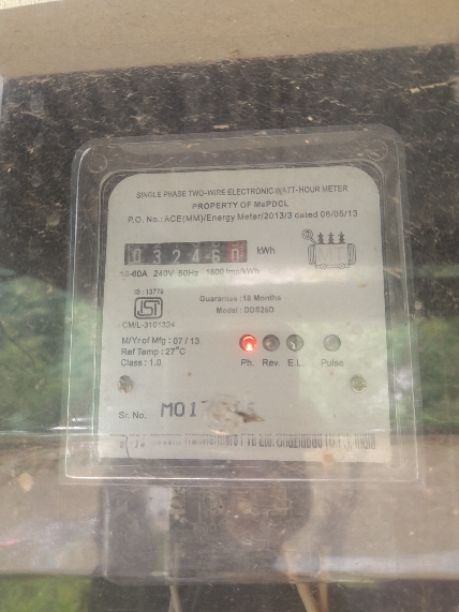 SINGLE PHASE TWO-WIRE ELECTRONIC WATT-HOUR METER
PROPERTY OF MePDCL
P.O. No.: ACE(MM)/Energy Meter/2013/3 dated 06/05/13
032460 kWh
10-60A 240V 50Hz 1600 Imp/kWh
IS : 13779
ISI
CM/L-3101324
Guarantee : 18 Months
Model : DDS26D
M/Yr of Mfg : 07 / 13
Ref Temp : 27°C
Class : 1.0
Ph. Rev. E.L. Pulse
Sr. No.